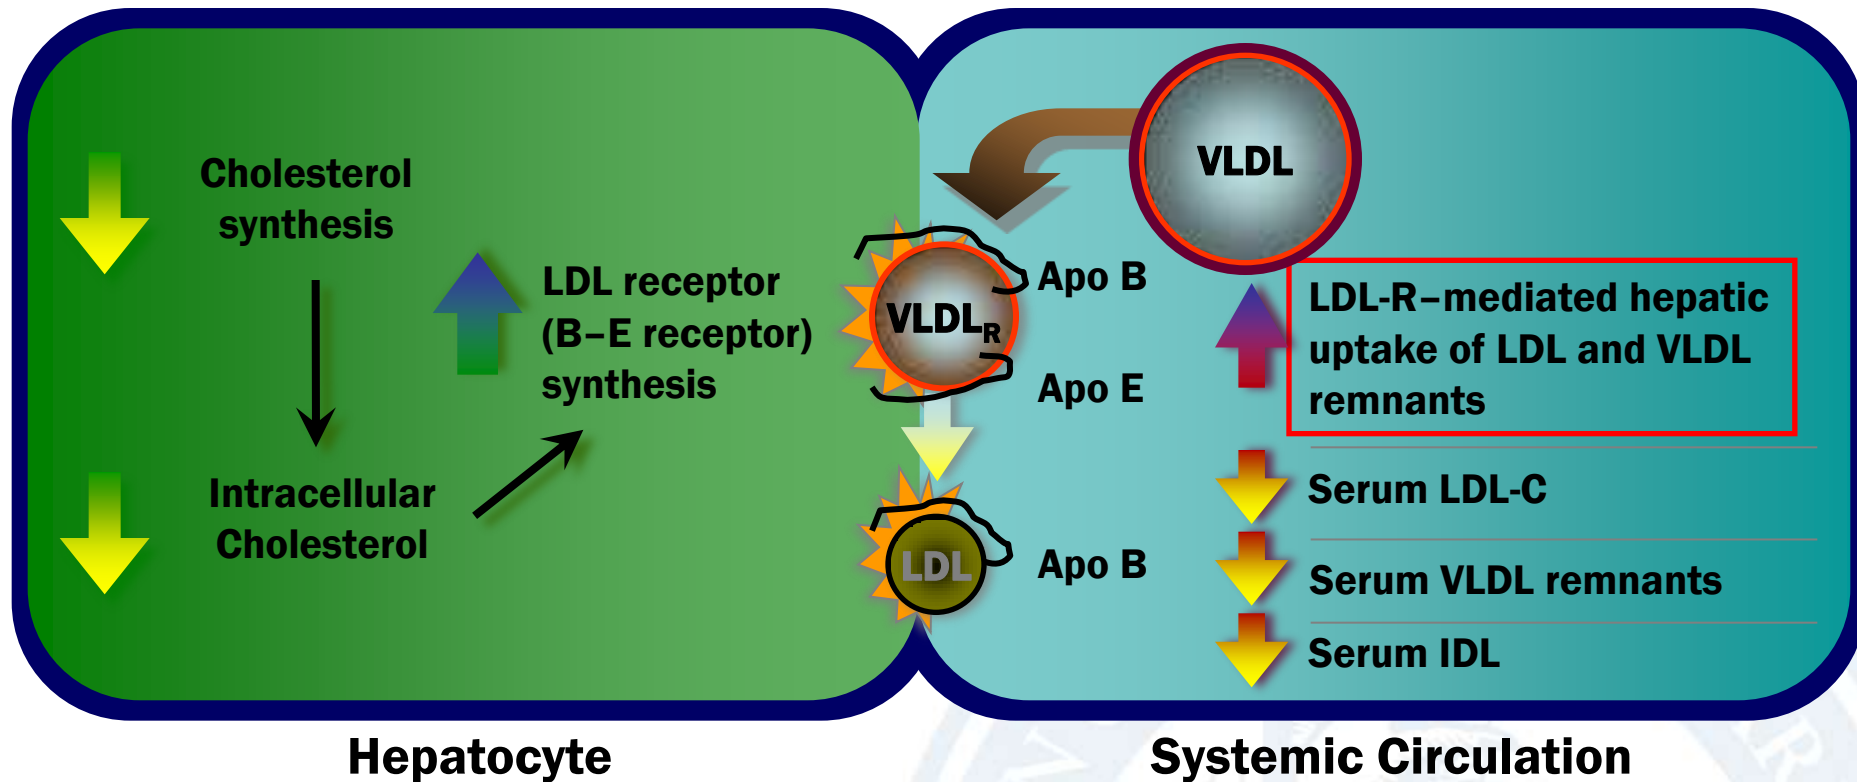 Cholesterol
synthesis
LDL receptor
(B–E receptor)
synthesis
Intracellular
Cholesterol
VLDL
VLDLR
Apo B
Apo E
LDL
Apo B
LDL-R–mediated hepatic
uptake of LDL and VLDL
remnants
Serum LDL-C
Serum VLDL remnants
Serum IDL
Hepatocyte
Systemic Circulation